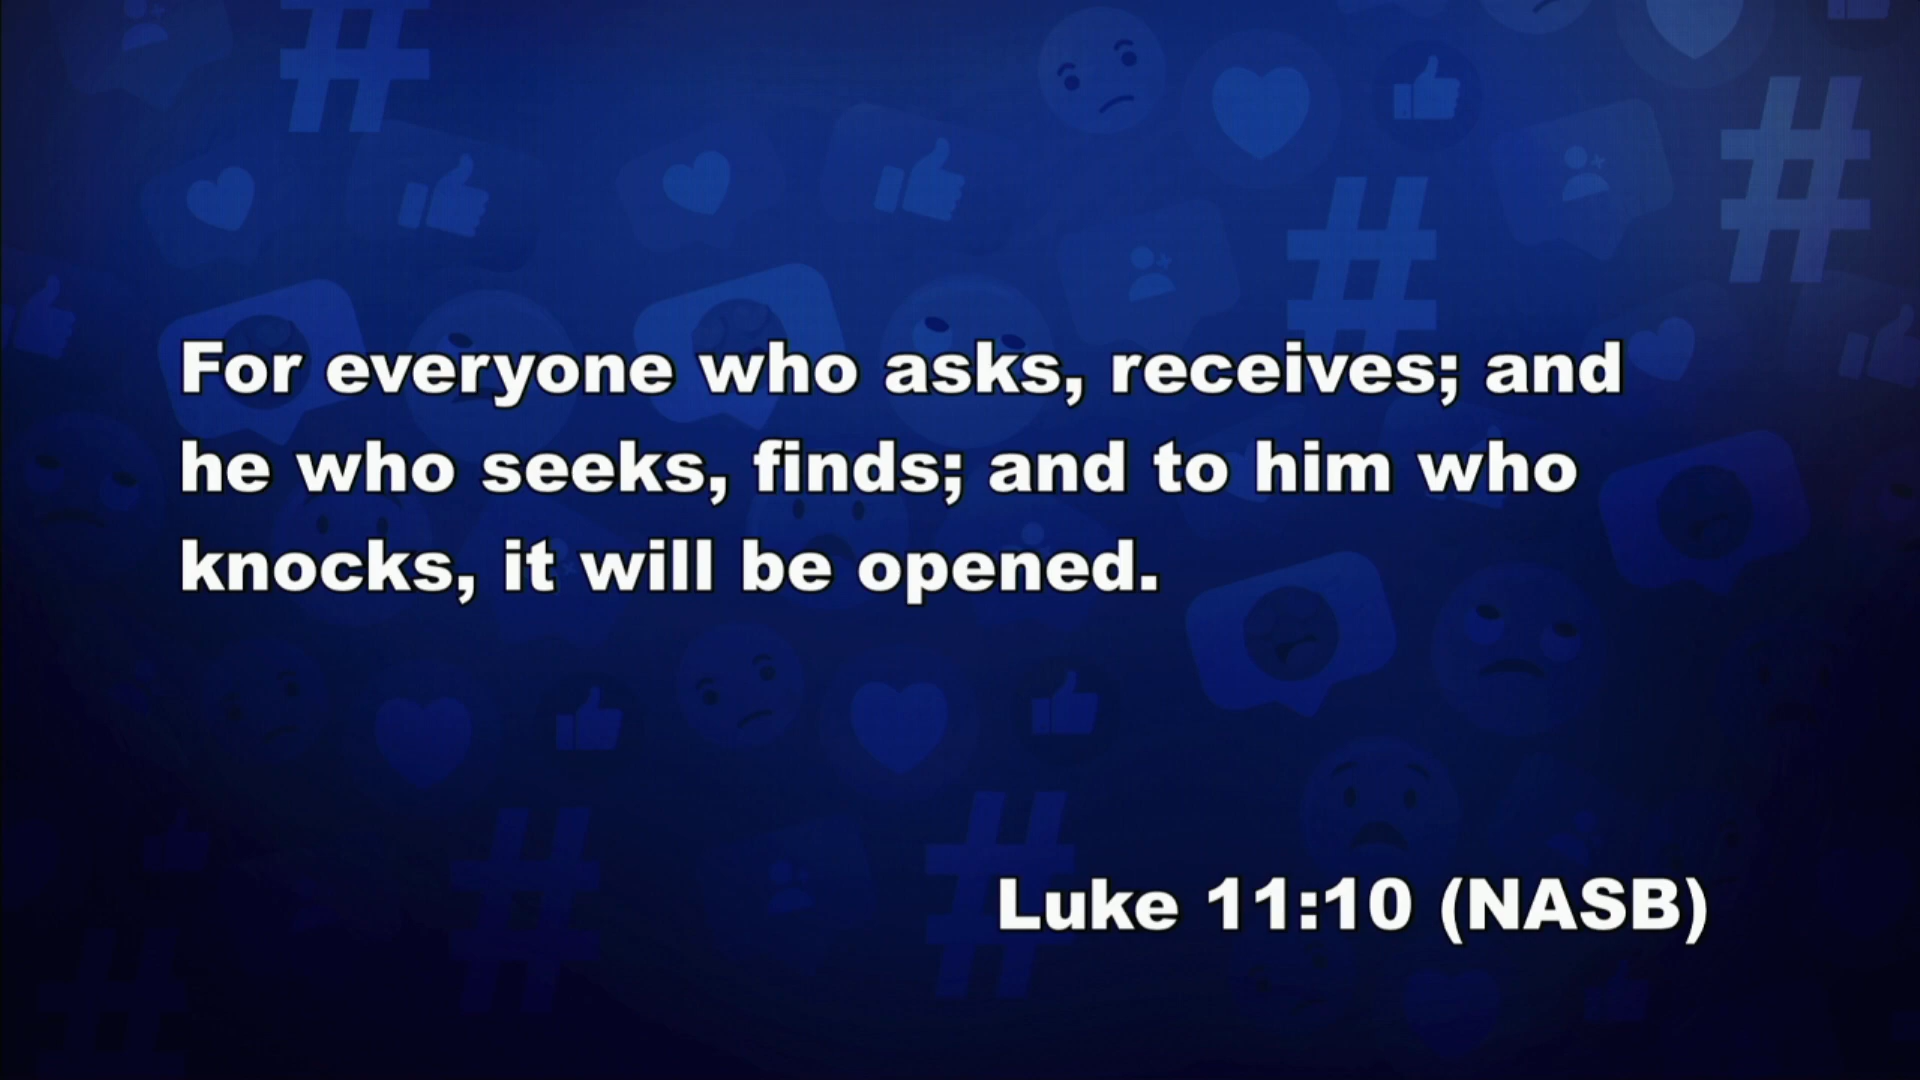 For everyone who asks, receives; and
he who seeks, finds; and to him who
knocks, it will be opened.
Luke 11:10 (NASB)